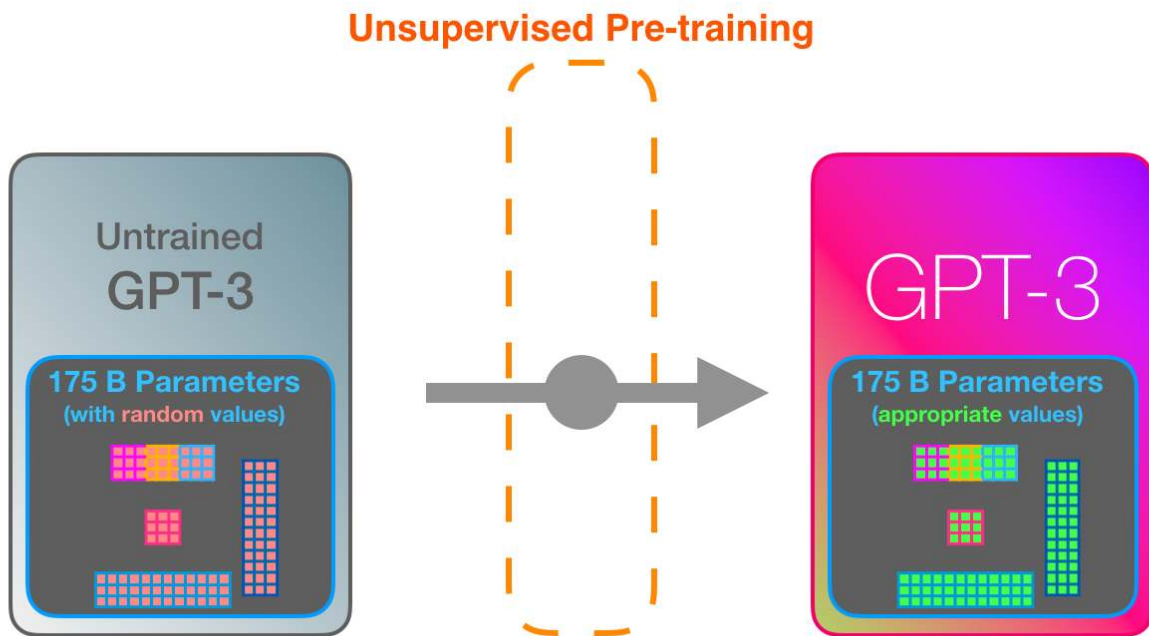 Unsupervised Pre-training
Untrained
GPT-3
175 B Parameters
(with random values)
GPT-3
175 B Parameters
(appropriate values)